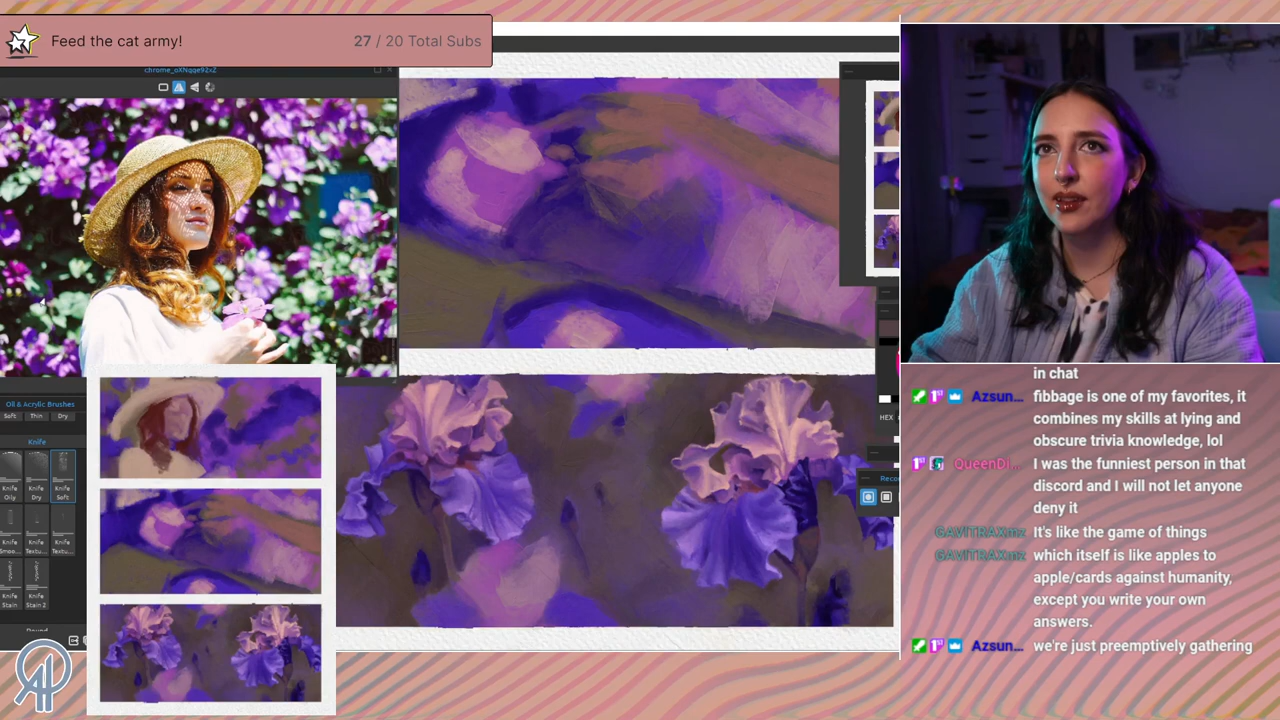 Feed the cat army!
27 / 20 Total Subs
chrome_oXNqqe92xZ
Oil & Acrylic Brushes
Soft Thin Dry
Knife
Knife Oily
Knife Dry
Knife Soft
Knife Smoo...
Knife Textu...
Knife Textu...
Knife Stain
Knife Stain 2
Round
HEX
Reco
in chat
Azsun... fibbage is one of my favorites, it
combines my skills at lying and
obscure trivia knowledge, lol
QueenDi... I was the funniest person in that
discord and I will not let anyone
deny it
GAVITRAXmz It's like the game of things
GAVITRAXmz which itself is like apples to
apple/cards against humanity,
except you write your own
answers.
Azsun... we're just preemptively gathering